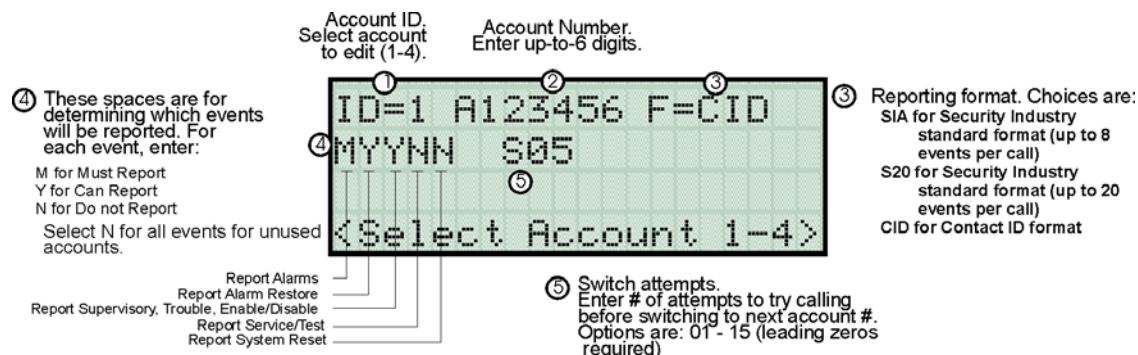 Account ID.
Select account
to edit (1-4).
Account Number.
Enter up-to-6 digits.
④ These spaces are for
determining which events
will be reported. For
each event, enter:
M for Must Report
Y for Can Report
N for Do not Report
Select N for all events for unused
accounts.
① ② ③
ID=1 A123456 F=CID
④ MYYNN S05
⑤
<Select Account 1-4>
③ Reporting format. Choices are:
SIA for Security Industry
standard format (up to 8
events per call)
S20 for Security Industry
standard format (up to 20
events per call)
CID for Contact ID format
Report Alarms
Report Alarm Restore
Report Supervisory, Trouble, Enable/Disable
Report Service/Test
Report System Reset
⑤ Switch attempts.
Enter # of attempts to try calling
before switching to next account #.
Options are: 01 - 15 (leading zeros
required)